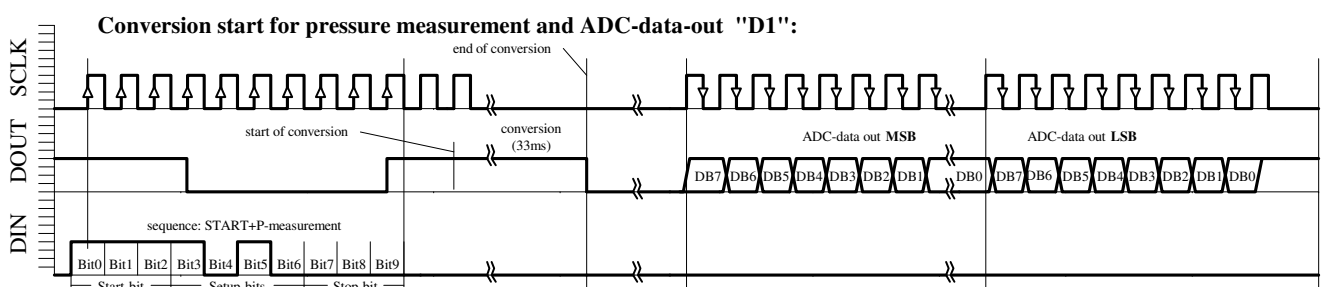 Conversion start for pressure measurement and ADC-data-out "D1":
end of conversion
SCLK
start of conversion
conversion
(33ms)
ADC-data out MSB
ADC-data out LSB
DOUT
DB7 DB6 DB5 DB4 DB3 DB2 DB1 DB0 DB7 DB6 DB5 DB4 DB3 DB2 DB1 DB0
sequence: START+P-measurement
DIN
Bit0 Bit1 Bit2 Bit3 Bit4 Bit5 Bit6 Bit7 Bit8 Bit9
Start-bit Setup-bits Stop-bit